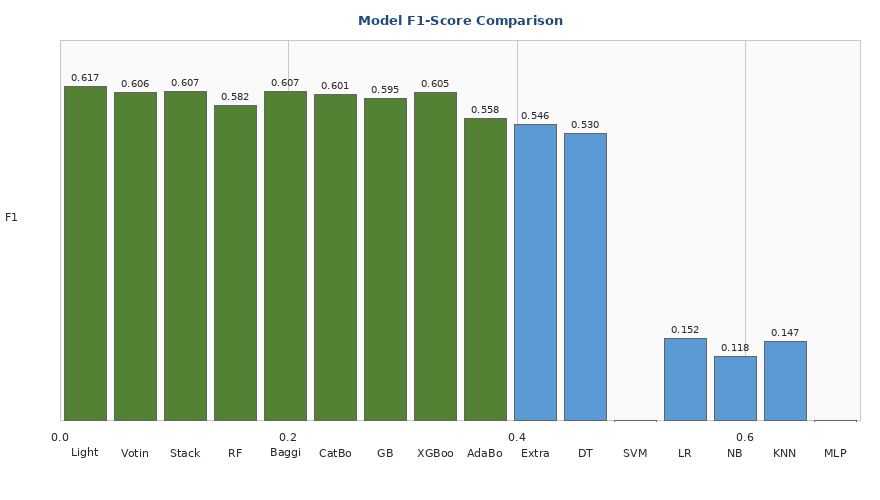 Model F1-Score Comparison
0.617 0.606 0.607 0.582 0.607 0.601 0.595 0.605 0.558 0.546 0.530 0.152 0.118 0.147
F1
0.0 0.2 0.4 0.6
Light Votin Stack RF Baggi CatBo GB XGBoo AdaBo Extra DT SVM LR NB KNN MLP